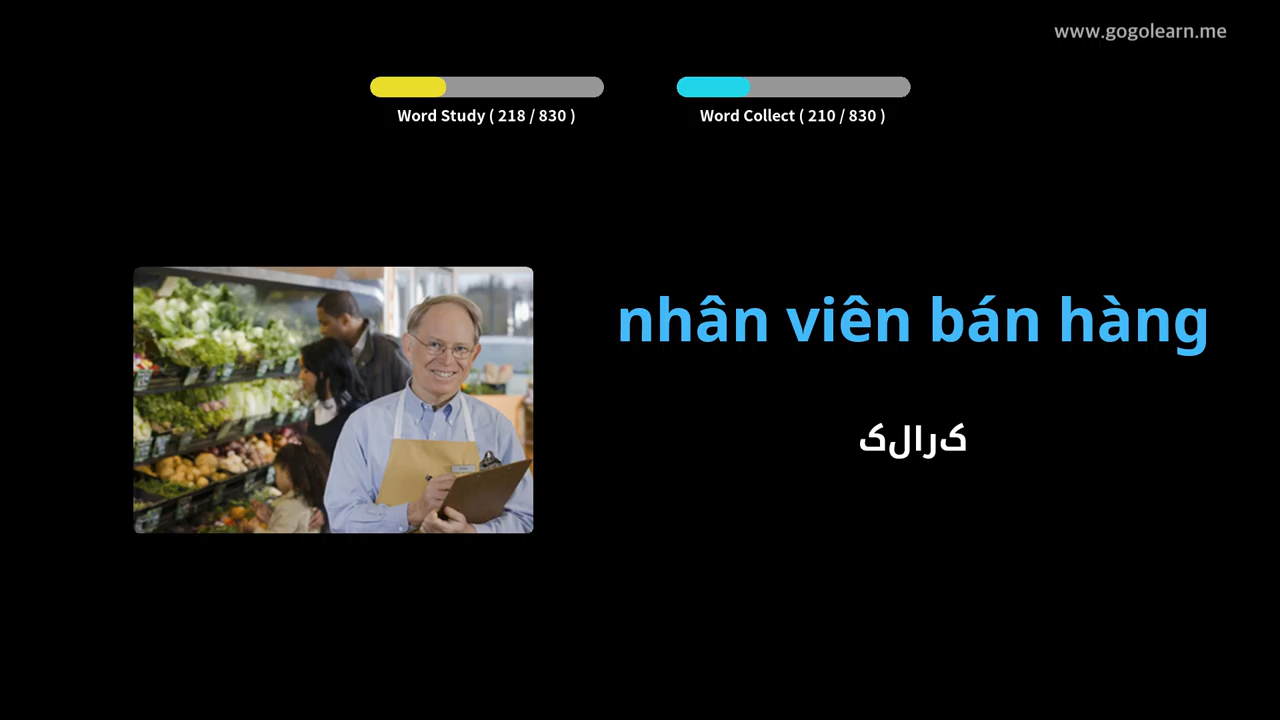 www.gogolearn.me
Word Study ( 218 / 830 )
Word Collect ( 210 / 830 )
nhân viên bán hàng
کرالک